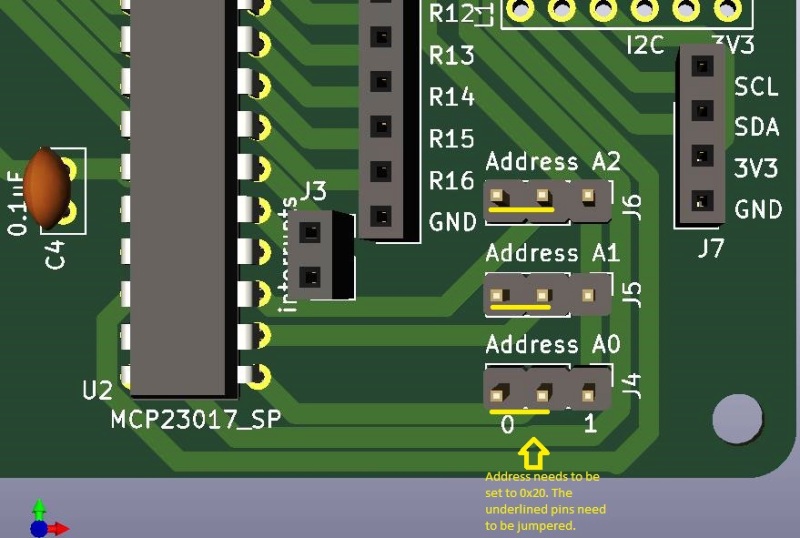 R12
L1
I2C
3V3
R13
SCL
R14
SDA
R15
3V3
Address A2
R16
GND
GND
J6
J7
J3
interrupts
0.1uF
C4
Address A1
J5
Address A0
J4
U2
MCP23017_SP
0
1
Address needs to be
set to 0x20. The
underlined pins need
to be jumpered.